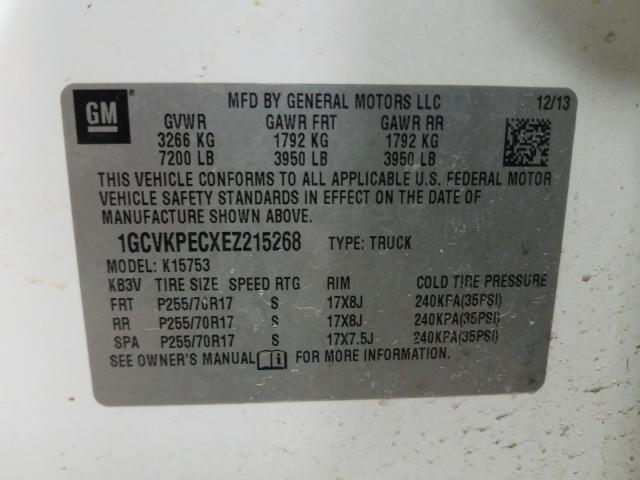 GM
MFD BY GENERAL MOTORS LLC 12/13
GVWR GAWR FRT GAWR RR
3266 KG 1792 KG 1792 KG
7200 LB 3950 LB 3950 LB
THIS VEHICLE CONFORMS TO ALL APPLICABLE U.S. FEDERAL MOTOR
VEHICLE SAFETY STANDARDS IN EFFECT ON THE DATE OF
MANUFACTURE SHOWN ABOVE.
1GCVKPECXEZ215268 TYPE: TRUCK
MODEL: K15753
KB3V TIRE SIZE SPEED RTG RIM COLD TIRE PRESSURE
FRT P255/70R17 S 17X8J 240KPA(35PSI)
RR P255/70R17 S 17X8J 240KPA(35PSI)
SPA P255/70R17 S 17X7.5J 240KPA(35PSI)
SEE OWNER'S MANUAL FOR MORE INFORMATION.